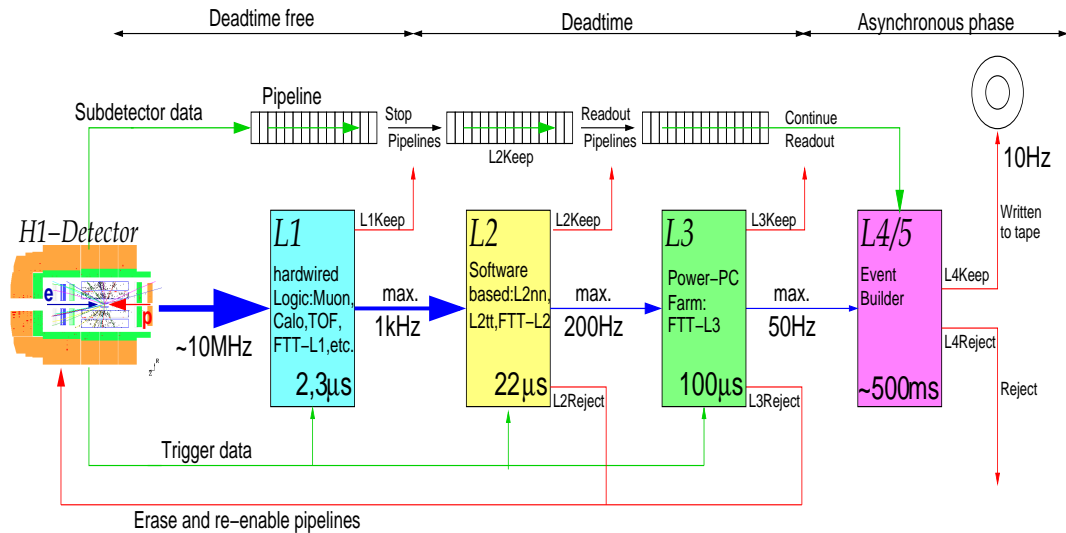 Deadtime free
Deadtime
Asynchronous phase
Subdetector data
Pipeline
Stop
Pipelines
L2Keep
Readout
Pipelines
Continue
Readout
10Hz
Written
to tape
H1-Detector
e
p
~10MHz
L1
hardwired
Logic:Muon,
Calo,TOF,
FTT-L1,etc.
2,3µs
L1Keep
max.
1kHz
L2
Software
based:L2nn,
L2tt,FTT-L2
22µs
L2Keep
L2Reject
max.
200Hz
L3
Power-PC
Farm:
FTT-L3
100µs
L3Keep
L3Reject
max.
50Hz
L4/5
Event
Builder
~500ms
L4Keep
L4Reject
Reject
Trigger data
Erase and re-enable pipelines